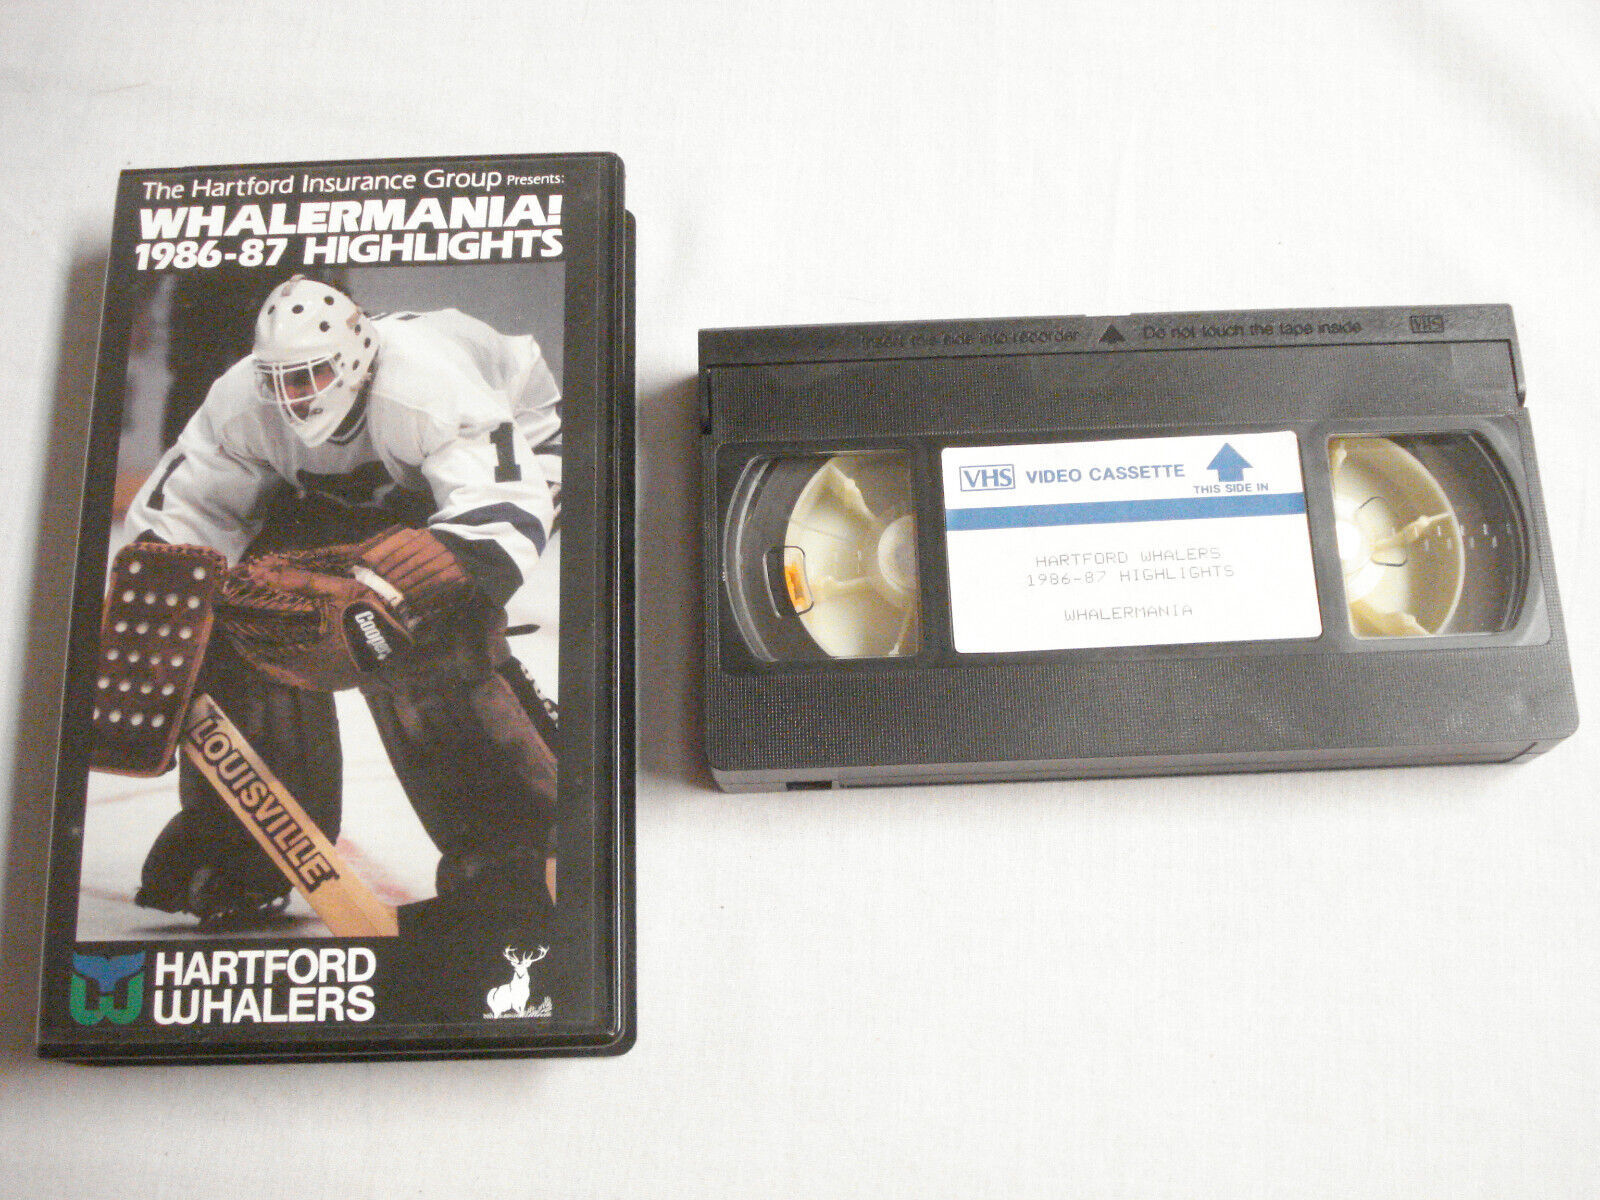 The Hartford Insurance Group Presents:
WHALERMANIA!
1986-87 HIGHLIGHTS
1
1
Cooper
LOUISVILLE
HARTFORD
WHALERS
Insert this side into recorder
Do not touch the tape inside
VHS
VHS VIDEO CASSETTE
THIS SIDE IN
HARTFORD WHALERS
1986-87 HIGHLIGHTS
WHALERMANIA